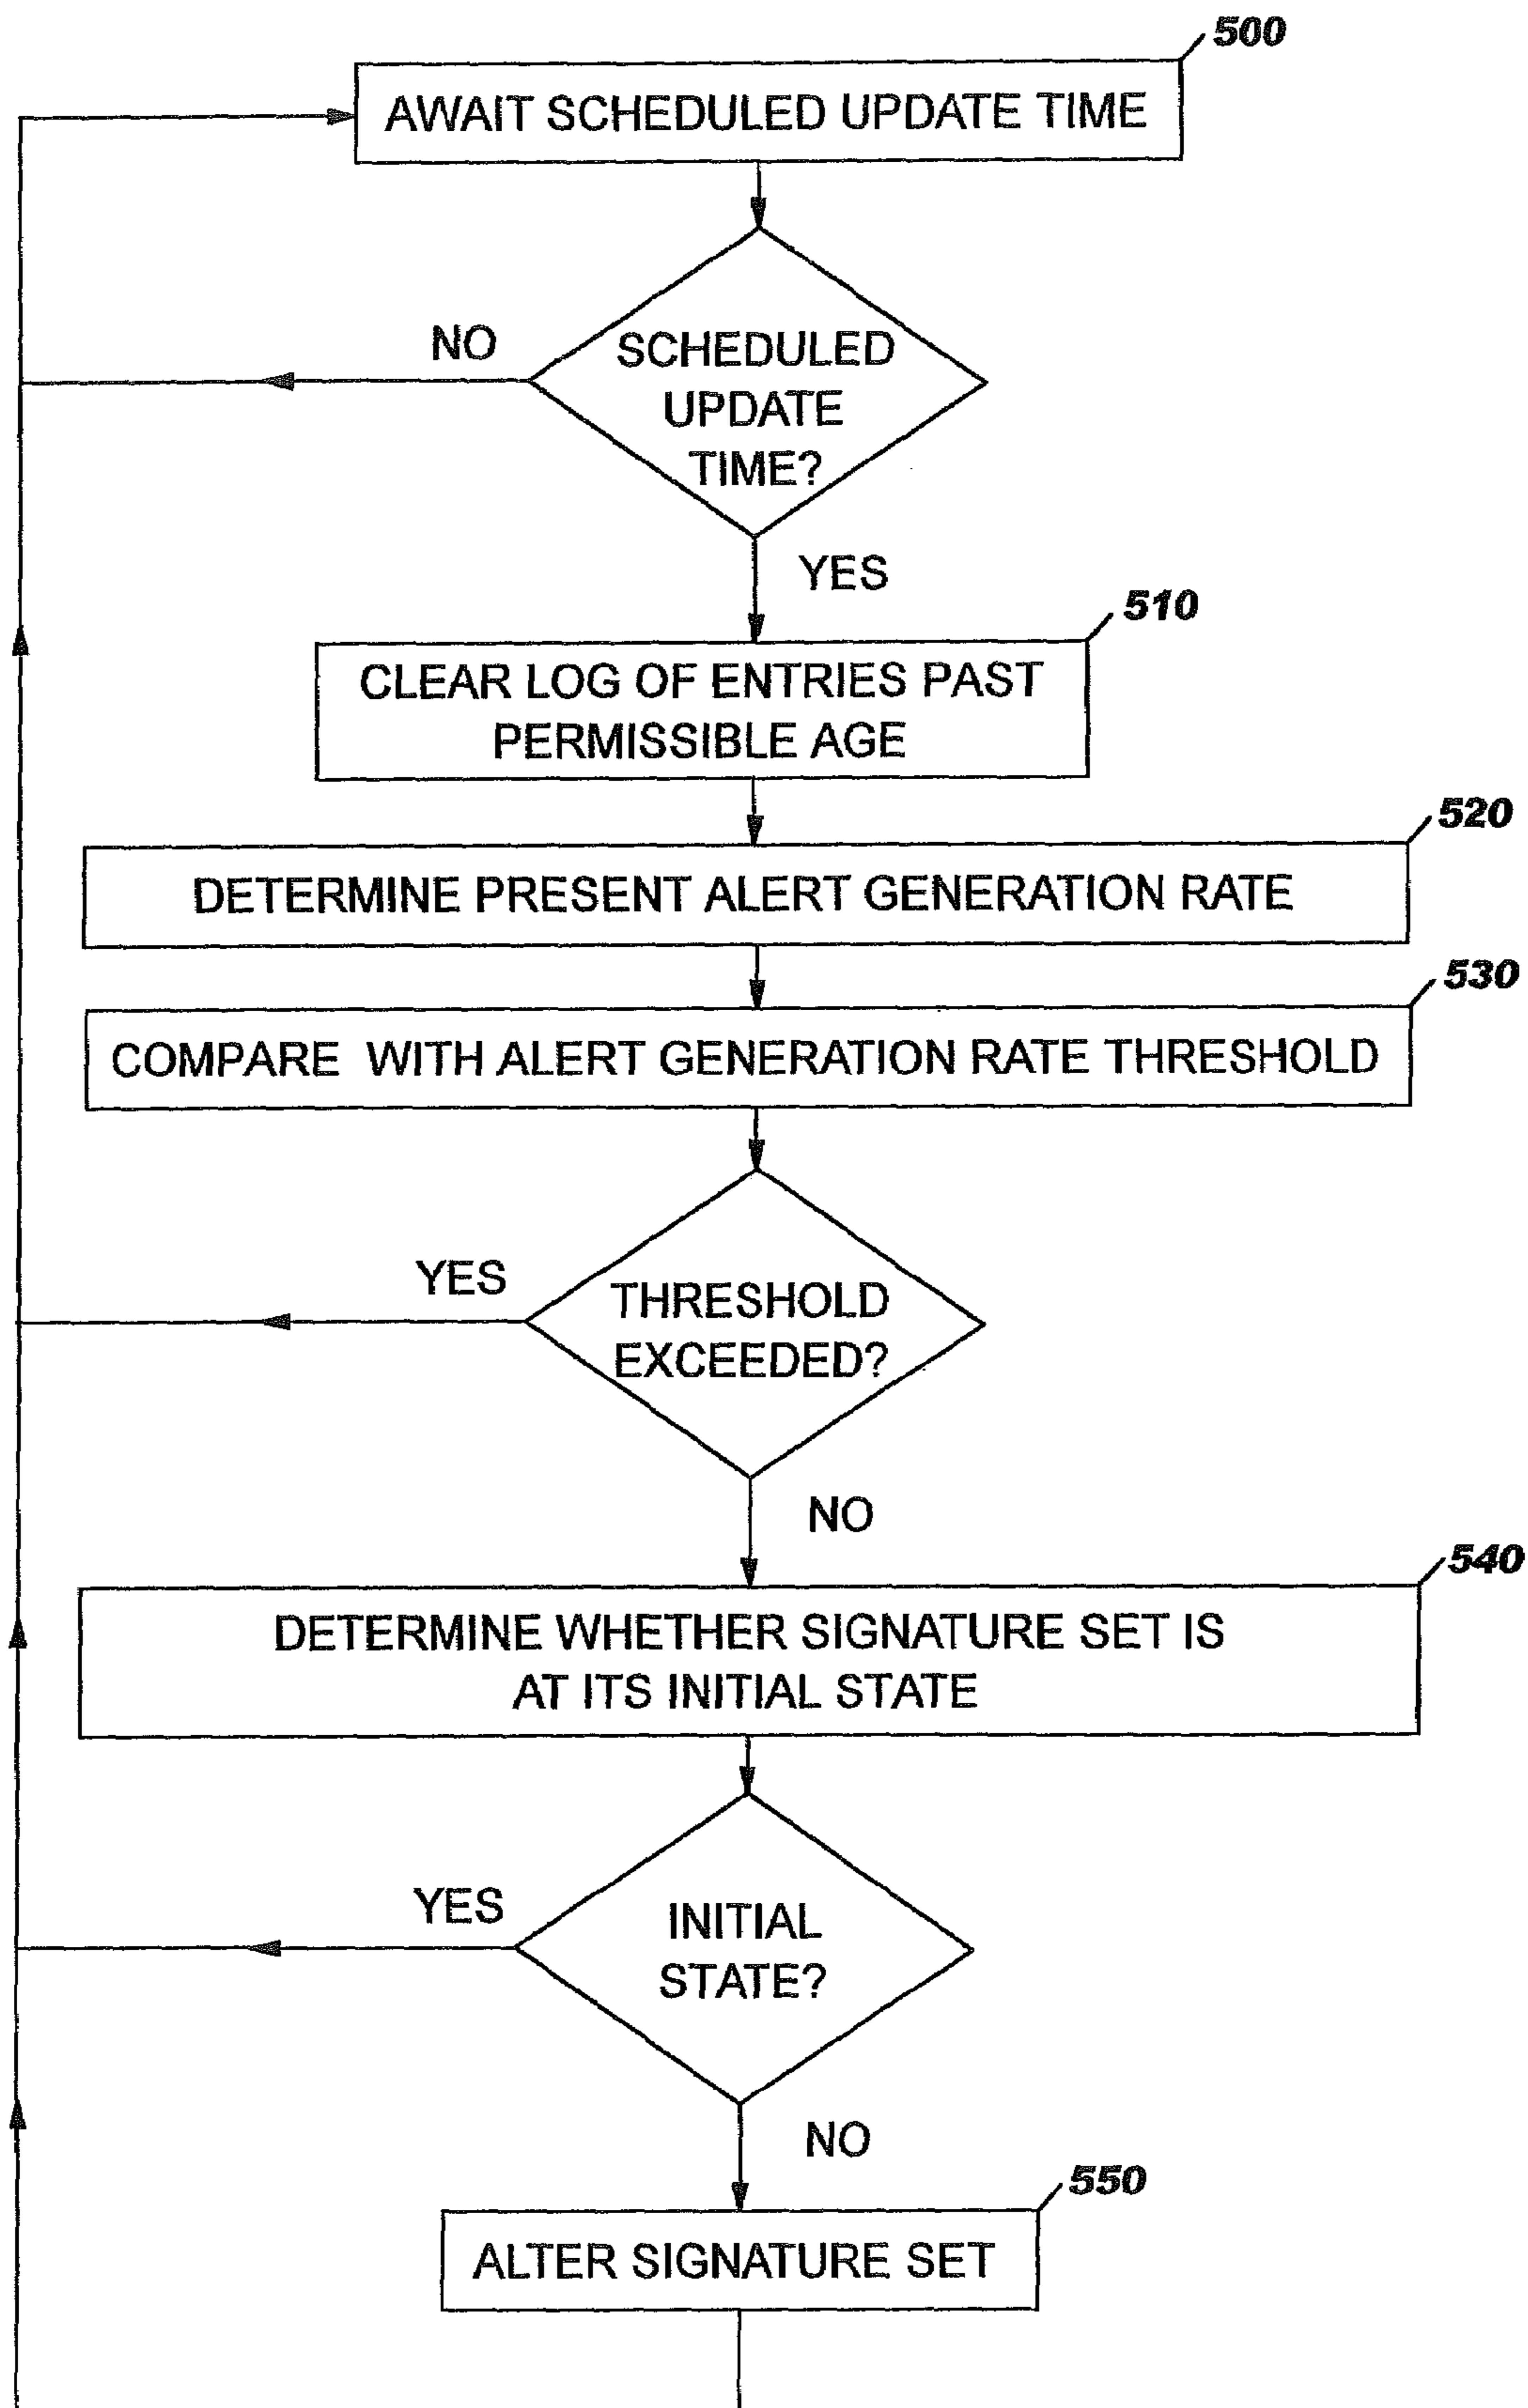 500
AWAIT SCHEDULED UPDATE TIME
NO
SCHEDULED
UPDATE
TIME?
YES
510
CLEAR LOG OF ENTRIES PAST
PERMISSIBLE AGE
520
DETERMINE PRESENT ALERT GENERATION RATE
530
COMPARE WITH ALERT GENERATION RATE THRESHOLD
YES
THRESHOLD
EXCEEDED?
NO
540
DETERMINE WHETHER SIGNATURE SET IS
AT ITS INITIAL STATE
YES
INITIAL
STATE?
NO
550
ALTER SIGNATURE SET